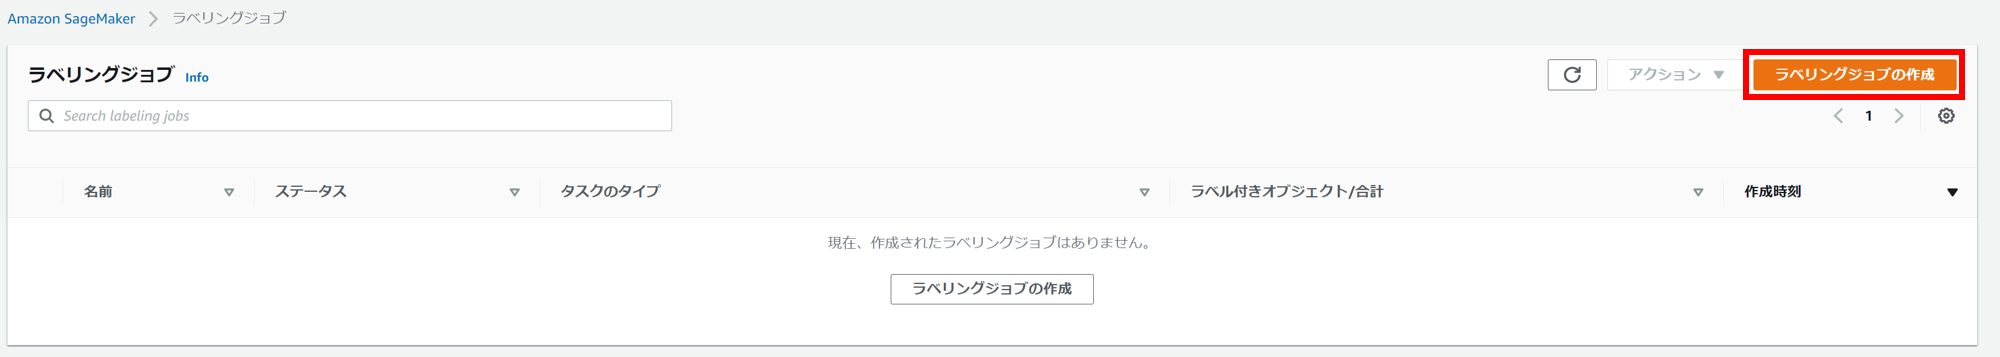 Amazon SageMaker > ラベリングジョブ
ラベリングジョブ Info
アクション ▼ ラベリングジョブの作成
Search labeling jobs
< 1 >
名前 ステータス タスクのタイプ ラベル付きオブジェクト/合計 作成時刻
現在、作成されたラベリングジョブはありません。
ラベリングジョブの作成